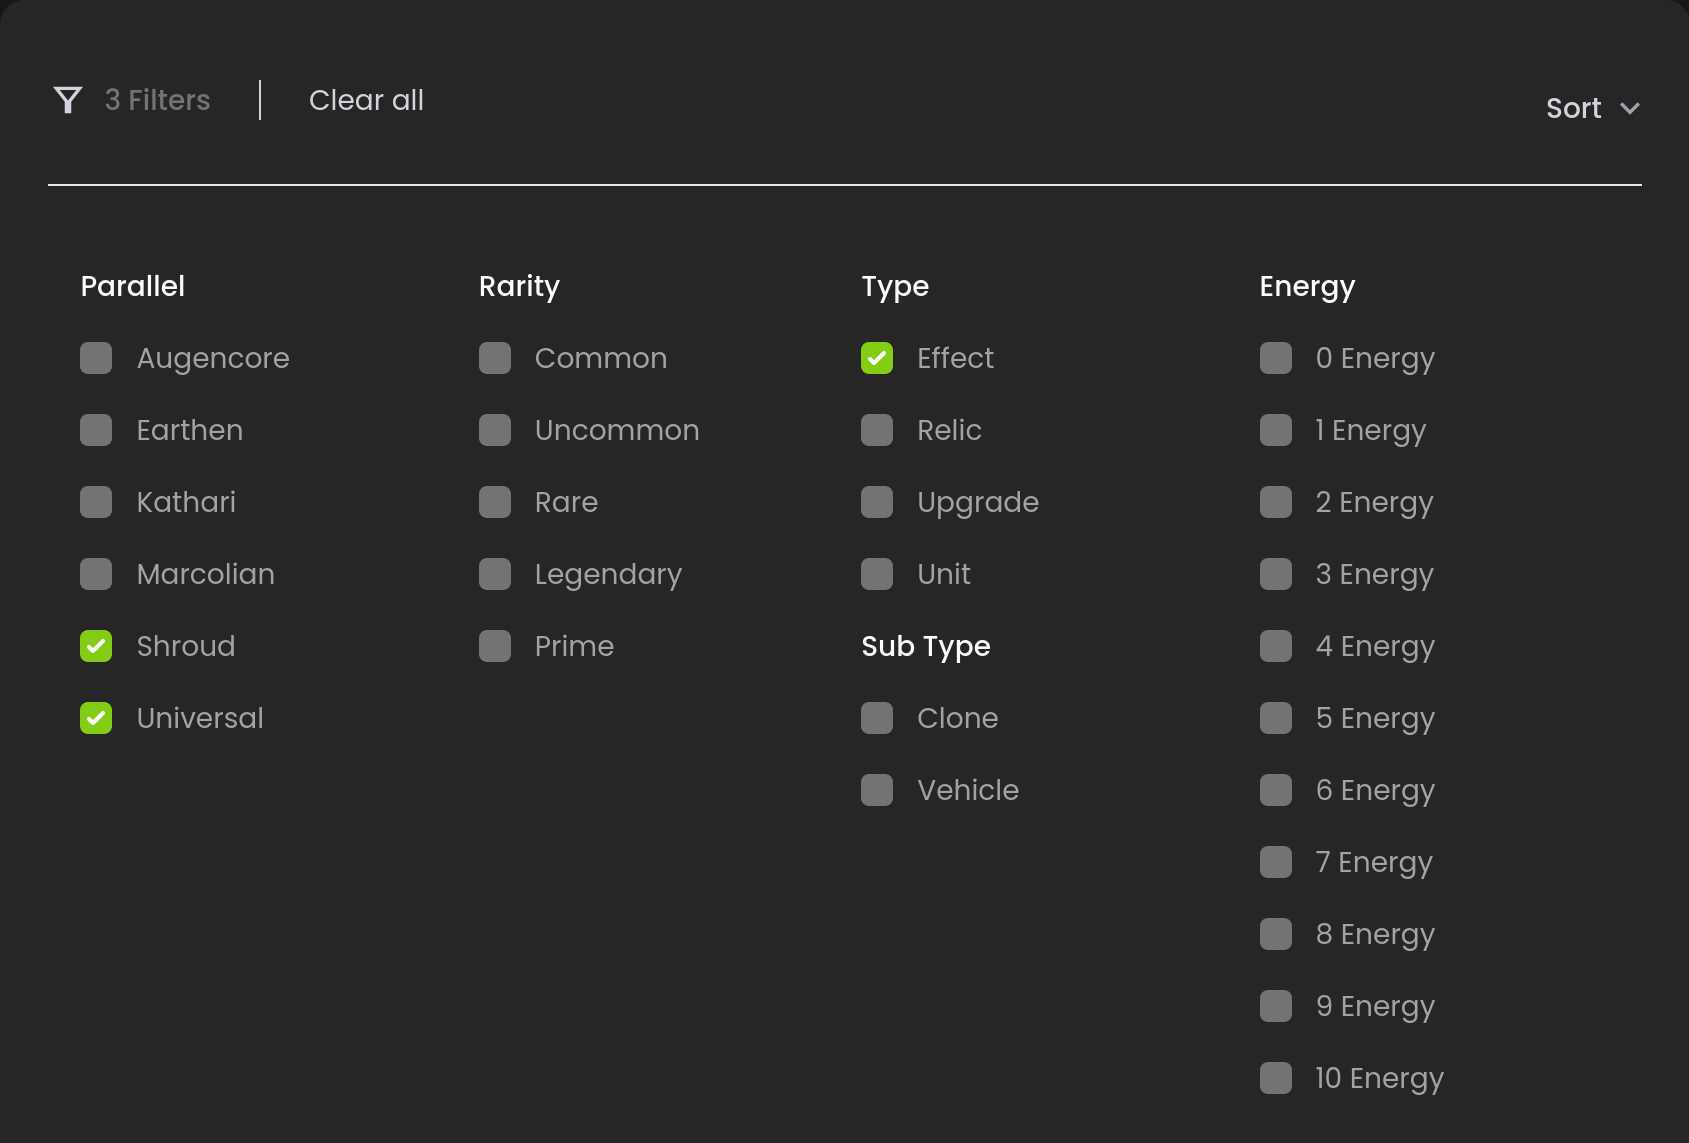 3 Filters
Clear all
Sort
Parallel
Augencore
Earthen
Kathari
Marcolian
Shroud
Universal
Rarity
Common
Uncommon
Rare
Legendary
Prime
Type
Effect
Relic
Upgrade
Unit
Sub Type
Clone
Vehicle
Energy
0 Energy
1 Energy
2 Energy
3 Energy
4 Energy
5 Energy
6 Energy
7 Energy
8 Energy
9 Energy
10 Energy